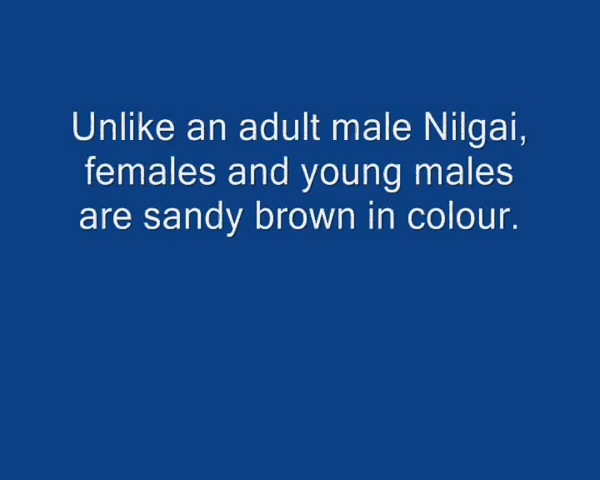 Unlike an adult male Nilgai,
females and young males
are sandy brown in colour.